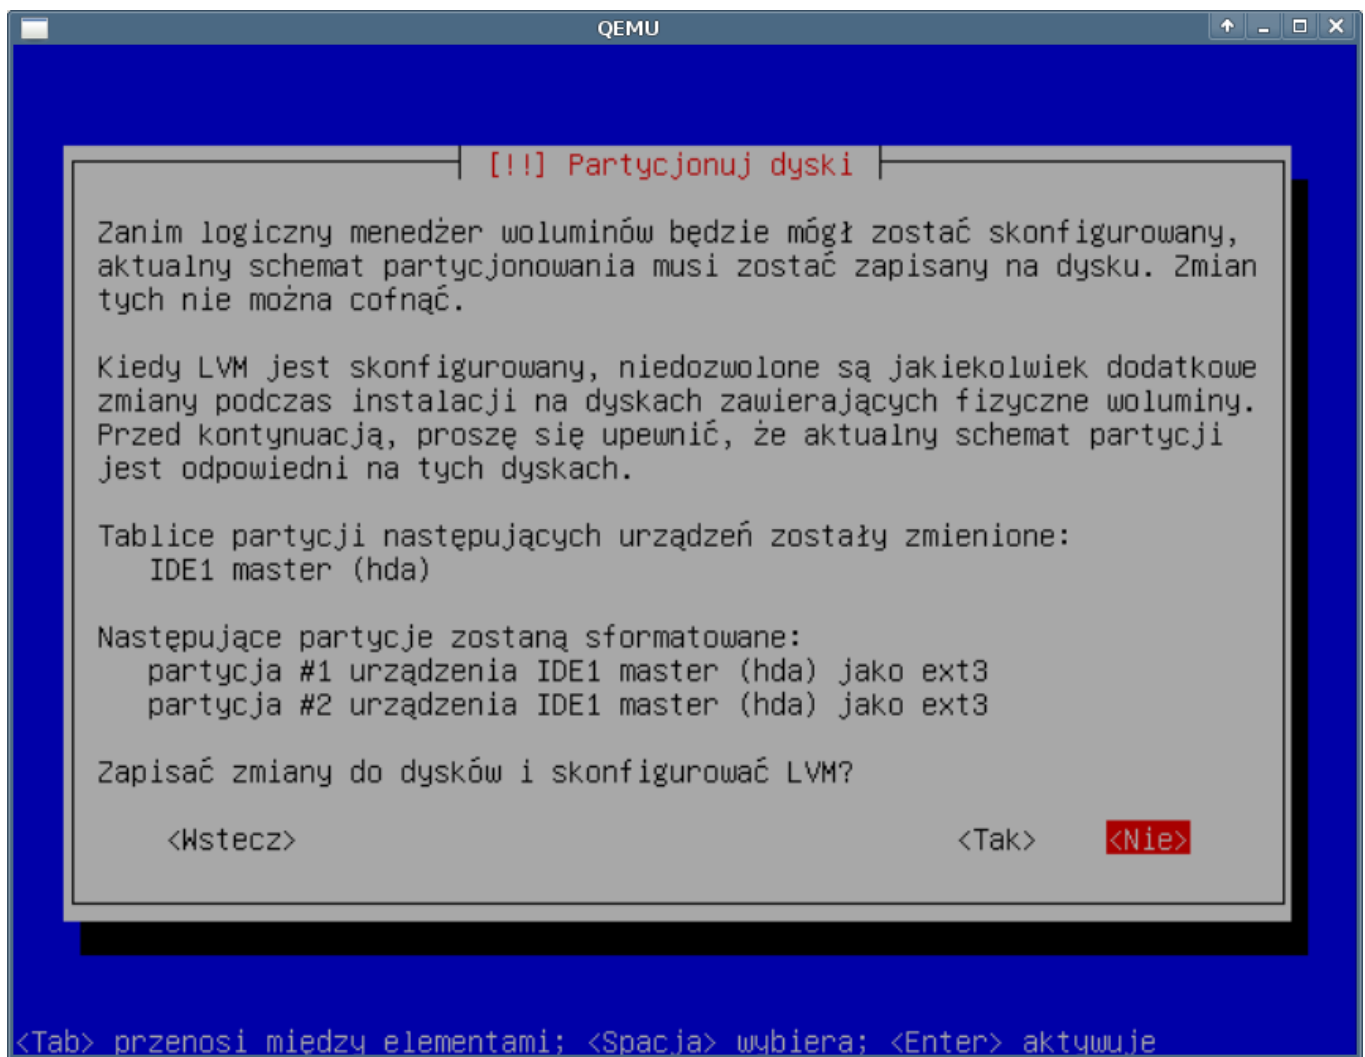 QEMU
[!!] Partycjonuj dyski
Zanim logiczny menedżer woluminów będzie mógł zostać skonfigurowany,
aktualny schemat partycjonowania musi zostać zapisany na dysku. Zmian
tych nie można cofnąć.
Kiedy LVM jest skonfigurowany, niedozwolone są jakiekolwiek dodatkowe
zmiany podczas instalacji na dyskach zawierających fizyczne woluminy.
Przed kontynuacją, proszę się upewnić, że aktualny schemat partycji
jest odpowiedni na tych dyskach.
Tablice partycji następujących urządzeń zostały zmienione:
IDE1 master (hda)
Następujące partycje zostaną sformatowane:
partycja #1 urządzenia IDE1 master (hda) jako ext3
partycja #2 urządzenia IDE1 master (hda) jako ext3
Zapisać zmiany do dysków i skonfigurować LVM?
<Wstecz> <Tak> <Nie>
<Tab> przenosi między elementami; <Spacja> wybiera; <Enter> aktywuje